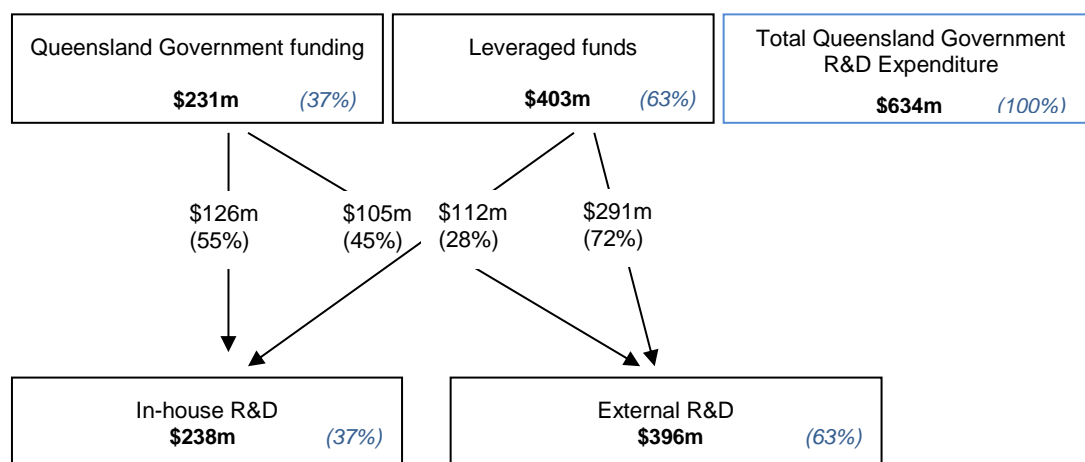 Queensland Government funding
$231m (37%)
Leveraged funds
$403m (63%)
Total Queensland Government
R&D Expenditure
$634m (100%)
$126m
(55%)
$105m
(45%)
$112m
(28%)
$291m
(72%)
In-house R&D
$238m (37%)
External R&D
$396m (63%)